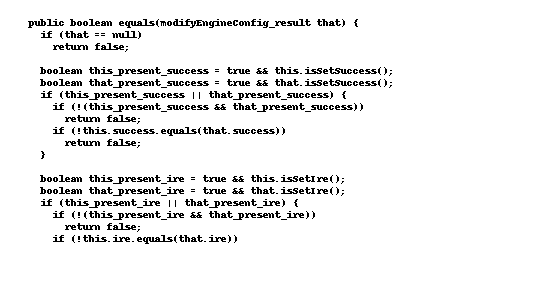 public boolean equals(modifyEngineConfig_result that) {
if (that == null)
return false;
boolean this_present_success = true && this.isSetSuccess();
boolean that_present_success = true && that.isSetSuccess();
if (this_present_success || that_present_success) {
if (!(this_present_success && that_present_success))
return false;
if (!this.success.equals(that.success))
return false;
}
boolean this_present_ire = true && this.isSetIre();
boolean that_present_ire = true && that.isSetIre();
if (this_present_ire || that_present_ire) {
if (!(this_present_ire && that_present_ire))
return false;
if (!this.ire.equals(that.ire))